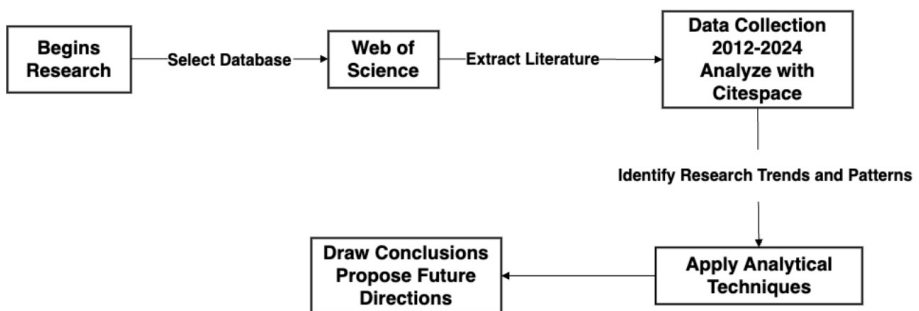 Begins
Research
Select Database
Web of
Science
Extract Literature
Data Collection
2012-2024
Analyze with
Citespace
Identify Research Trends and Patterns
Apply Analytical
Techniques
Draw Conclusions
Propose Future
Directions